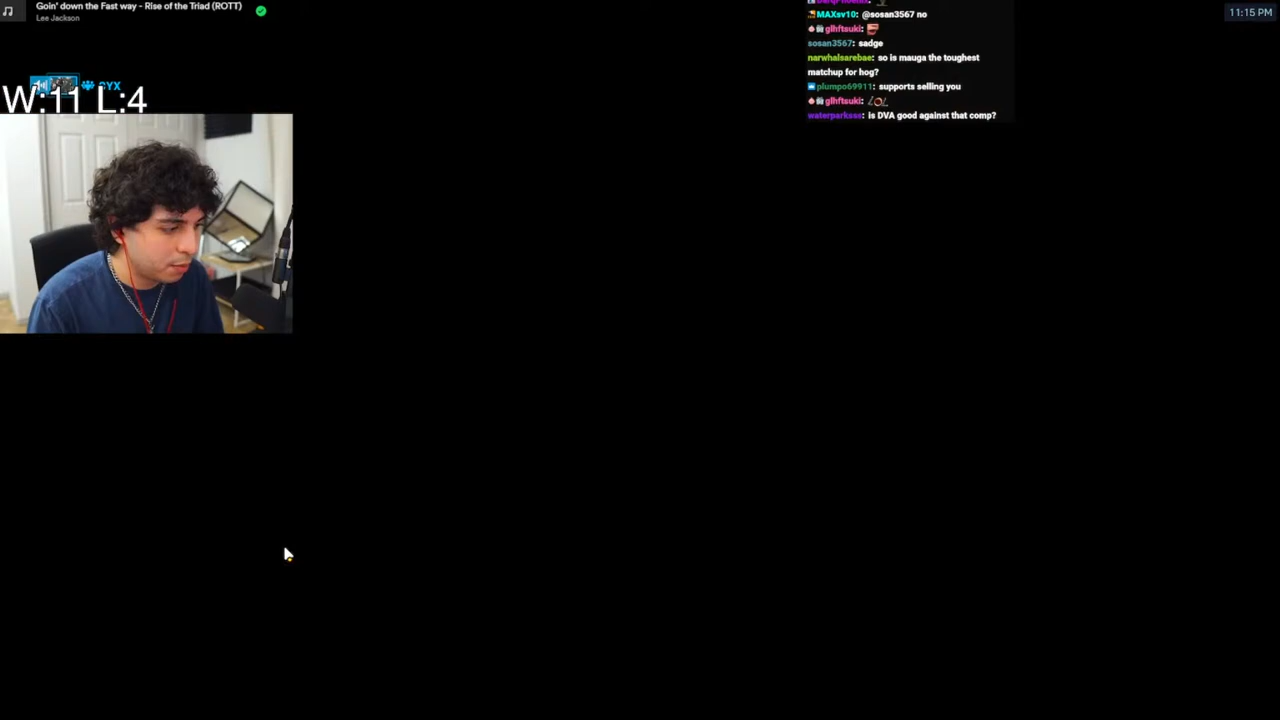 Goin' down the Fast way - Rise of the Triad (ROTT)
Lee Jackson
W:11 L:4
MAXsv10: @sosan3567 no
glhftsuki:
sosan3567: sadge
narwhalsarebae: so is mauga the toughest
matchup for hog?
plumpo69911: supports selling you
glhftsuki: LOL
waterparksse: is DVA good against that comp?
11:15 PM